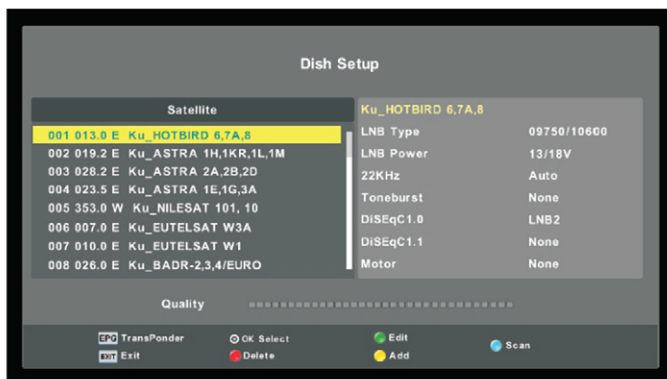 Dish Setup
Satellite
001 013.0 E Ku_HOTBIRD 6,7A,8
002 019.2 E Ku_ASTRA 1H,1KR,1L,1M
003 028.2 E Ku_ASTRA 2A,2B,2D
004 023.5 E Ku_ASTRA 1E,1G,3A
005 353.0 W Ku_NILESAT 101, 10
006 007.0 E Ku_EUTELSAT W3A
007 010.0 E Ku_EUTELSAT W1
008 026.0 E Ku_BADR-2,3,4/EURO
Ku_HOTBIRD 6,7A,8
LNB Type 09750/10600
LNB Power 13/18V
22KHz Auto
Toneburst None
DiSEqC1.0 LNB2
DiSEqC1.1 None
Motor None
Quality
EPG TransPonder OK Select Edit Scan
EXIT Exit Delete Add